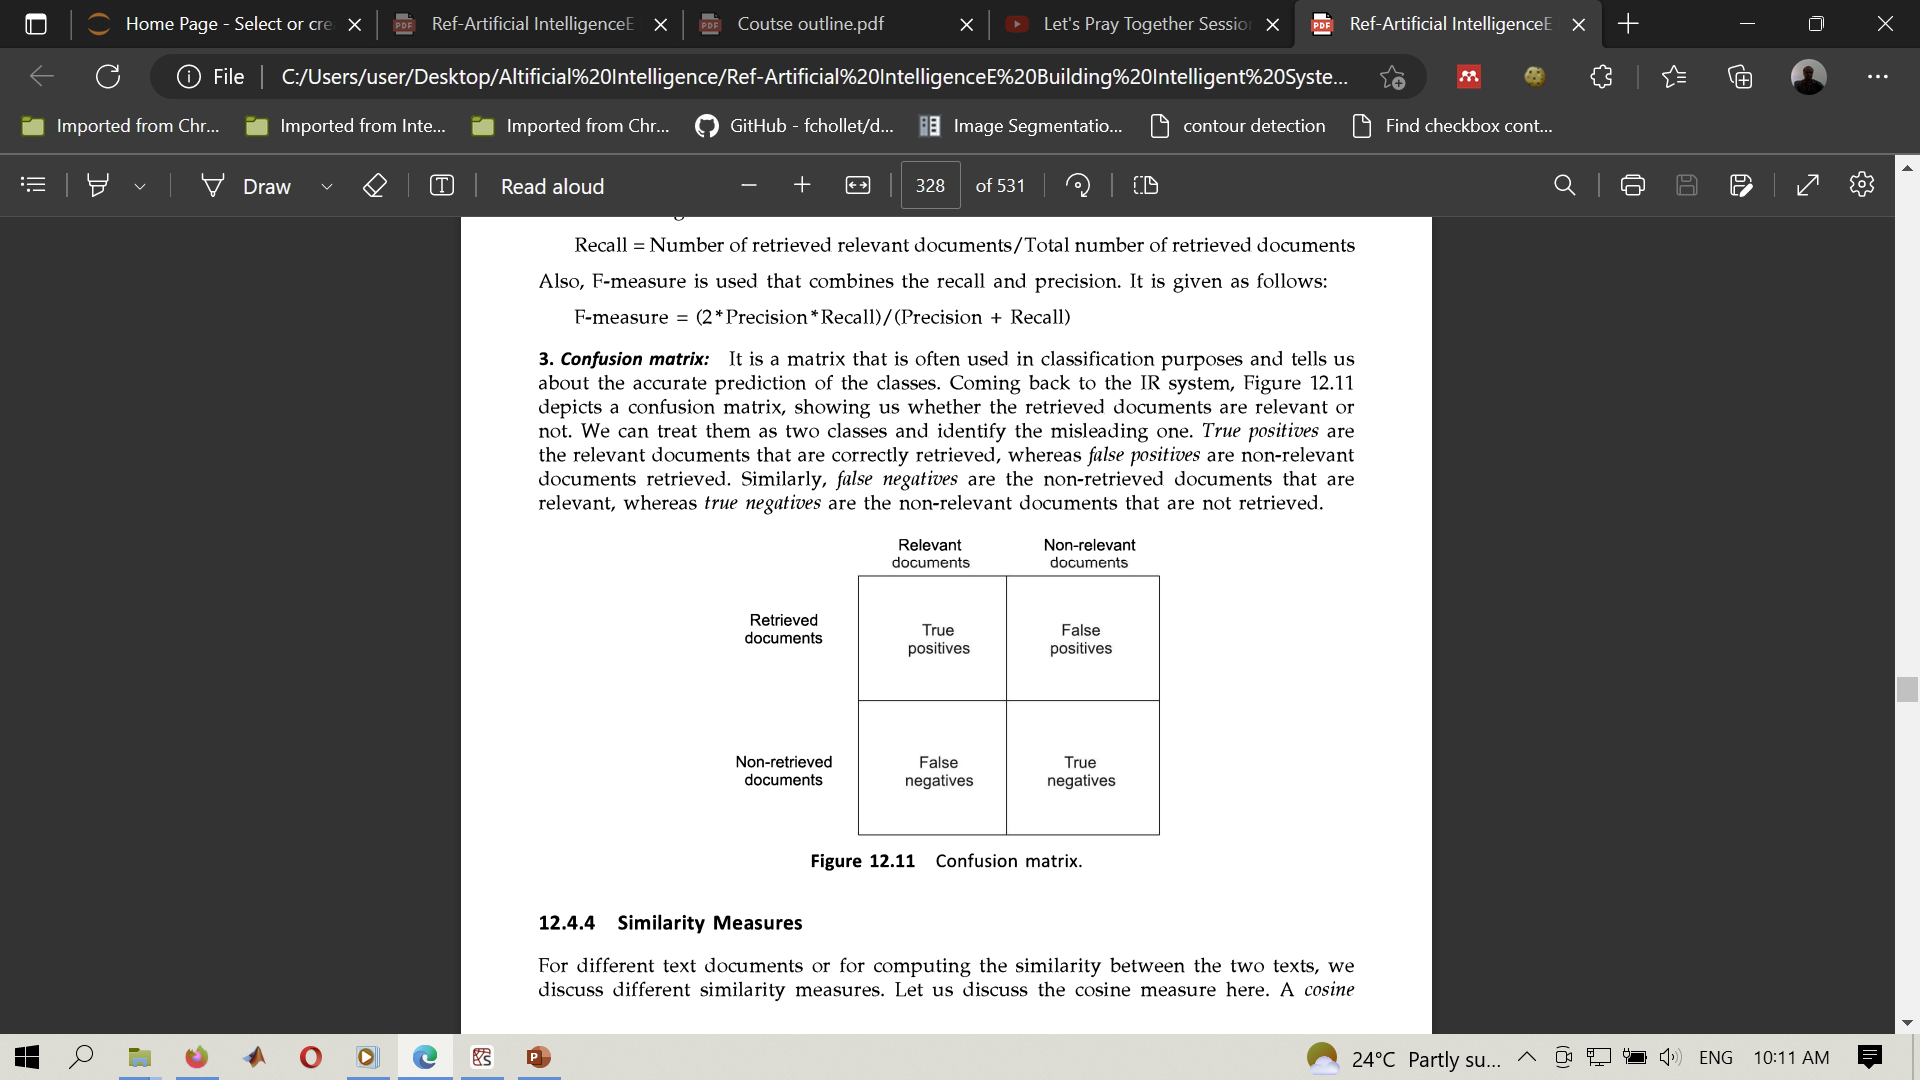 Home Page - Select or cre
Ref-Artificial IntelligenceE
Coutse outline.pdf
Let's Pray Together Session
Ref-Artificial IntelligenceE
File
C:/Users/user/Desktop/Altificial%20Intelligence/Ref-Artificial%20IntelligenceE%20Building%20Intelligent%20Syste...
Imported from Chr...
Imported from Inte...
Imported from Chr...
GitHub - fchollet/d...
Image Segmentatio...
contour detection
Find checkbox cont...
Draw
Read aloud
328
of 531
Recall = Number of retrieved relevant documents/Total number of retrieved documents
Also, F-measure is used that combines the recall and precision. It is given as follows:
F-measure = (2*Precision*Recall)/(Precision + Recall)
3. Confusion matrix: It is a matrix that is often used in classification purposes and tells us
about the accurate prediction of the classes. Coming back to the IR system, Figure 12.11
depicts a confusion matrix, showing us whether the retrieved documents are relevant or
not. We can treat them as two classes and identify the misleading one. True positives are
the relevant documents that are correctly retrieved, whereas false positives are non-relevant
documents retrieved. Similarly, false negatives are the non-retrieved documents that are
relevant, whereas true negatives are the non-relevant documents that are not retrieved.
Relevant
documents
Non-relevant
documents
Retrieved
documents
True
positives
False
positives
Non-retrieved
documents
False
negatives
True
negatives
Figure 12.11 Confusion matrix.
12.4.4 Similarity Measures
For different text documents or for computing the similarity between the two texts, we
discuss different similarity measures. Let us discuss the cosine measure here. A cosine
24°C Partly su...
ENG
10:11 AM